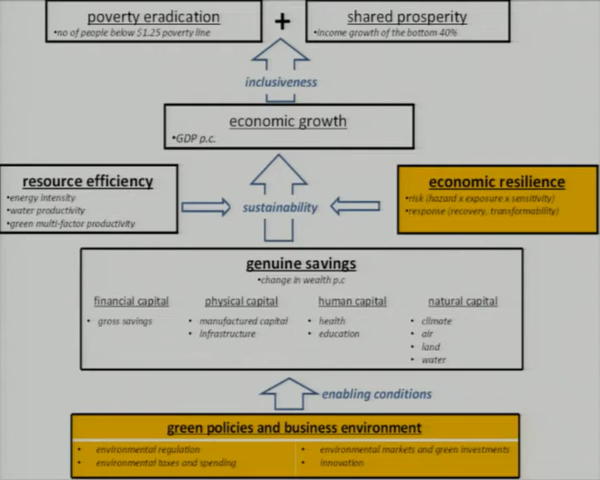 poverty eradication
•no of people below $1.25 poverty line
+
shared prosperity
•income growth of the bottom 40%
inclusiveness
economic growth
•GDP p.c.
resource efficiency
•energy intensity
•water productivity
•green multi-factor productivity
sustainability
economic resilience
•risk (hazard x exposure x sensitivity)
•response (recovery, transformability)
genuine savings
•change in wealth p.c
financial capital
• gross savings
physical capital
• manufactured capital
• infrastructure
human capital
• health
• education
natural capital
• climate
• air
• land
• water
enabling conditions
green policies and business environment
• environmental regulation
• environmental taxes and spending
• environmental markets and green investments
• innovation